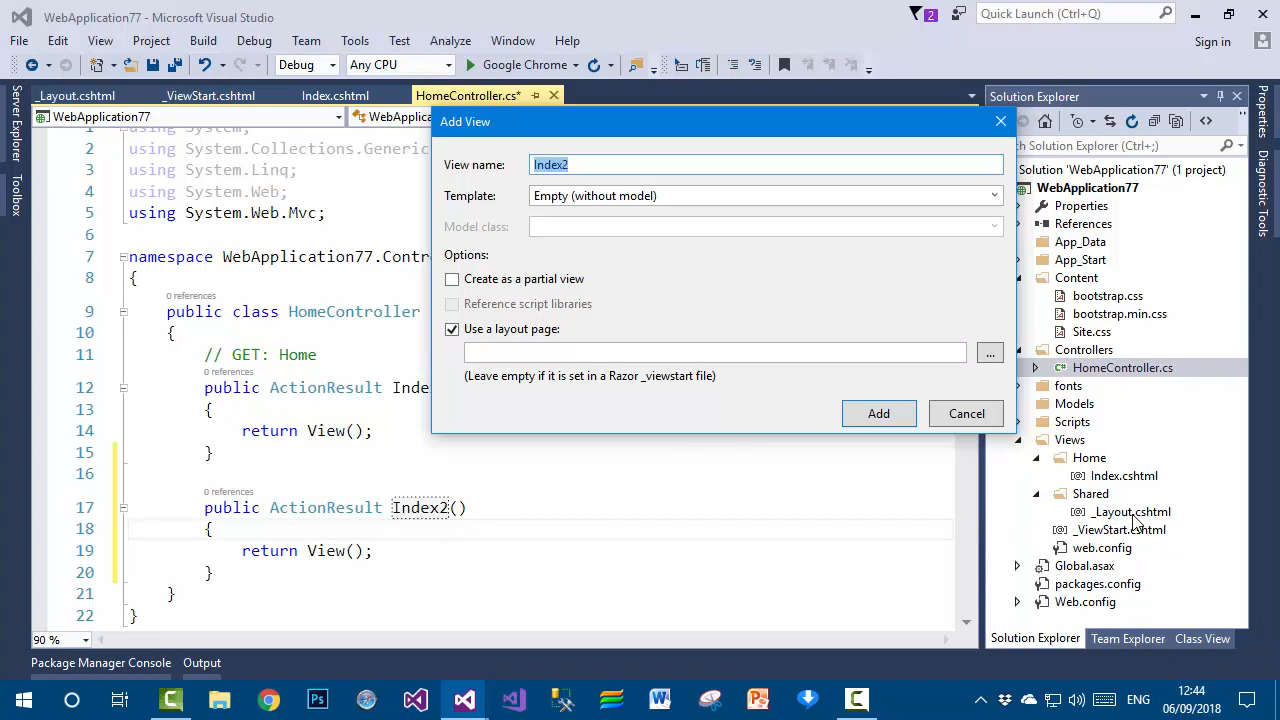 WebApplication77 - Microsoft Visual Studio
2
Quick Launch (Ctrl+Q)
File Edit View Project Build Debug Team Tools Test Analyze Window Help
Sign in
Debug Any CPU Google Chrome
_Layout.cshtml _ViewStart.cshtml Index.cshtml HomeController.cs*
WebApplication77
WebApplica
Server Explorer
Toolbox
1 using System;
2 using System.Collections.Generic
3 using System.Linq;
4 using System.Web;
5 using System.Web.Mvc;
6
7 namespace WebApplication77.Contr
8 {
0 references
9 public class HomeController
10 {
11 // GET: Home
0 references
12 public ActionResult Inde
13 {
14 return View();
15 }
16
0 references
17 public ActionResult Index2()
18 {
19 return View();
20 }
21 }
22 }
90 %
Package Manager Console Output
Add View
View name: Index2
Template: Empty (without model)
Model class:
Options:
Create as a partial view
Reference script libraries
Use a layout page:
...
(Leave empty if it is set in a Razor _viewstart file)
Add Cancel
Solution Explorer
ch Solution Explorer (Ctrl+;)
Solution 'WebApplication77' (1 project)
WebApplication77
Properties
References
App_Data
App_Start
Content
bootstrap.css
bootstrap.min.css
Site.css
Controllers
HomeController.cs
fonts
Models
Scripts
Views
Home
Index.cshtml
Shared
_Layout.cshtml
_ViewStart.cshtml
web.config
Global.asax
packages.config
Web.config
Solution Explorer Team Explorer Class View
Properties
Diagnostic Tools
ENG
12:44
06/09/2018